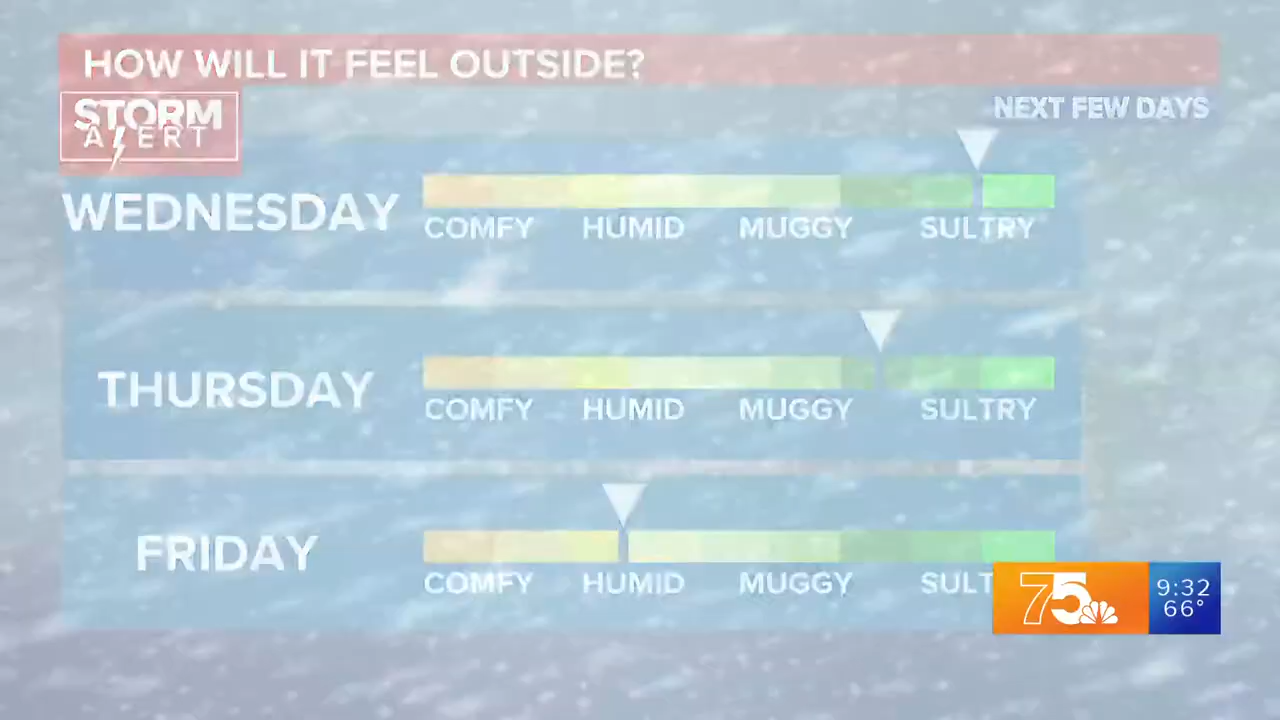 HOW WILL IT FEEL OUTSIDE?
STORM
ALERT
NEXT FEW DAYS
WEDNESDAY
COMFY HUMID MUGGY SULTRY
THURSDAY
COMFY HUMID MUGGY SULTRY
FRIDAY
COMFY HUMID MUGGY SULT
75
9:32
66°